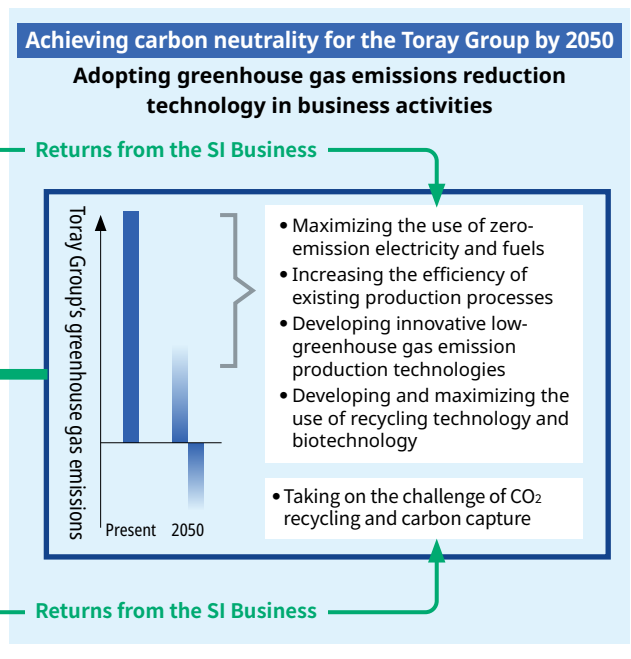 Achieving carbon neutrality for the Toray Group by 2050
Adopting greenhouse gas emissions reduction
technology in business activities
Returns from the SI Business
Toray Group's greenhouse gas emissions
Present 2050
• Maximizing the use of zero-
emission electricity and fuels
• Increasing the efficiency of
existing production processes
• Developing innovative low-
greenhouse gas emission
production technologies
• Developing and maximizing the
use of recycling technology and
biotechnology
• Taking on the challenge of CO2
recycling and carbon capture
Returns from the SI Business